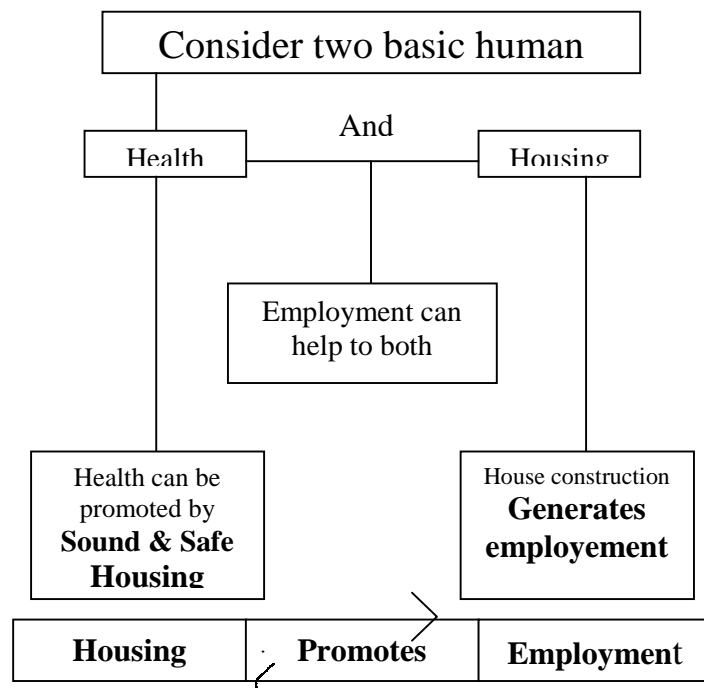 Consider two basic human
And
Health
Housing
Employment can
help to both
Health can be
promoted by
Sound & Safe
Housing
House construction
Generates
employement
Housing Promotes Employment